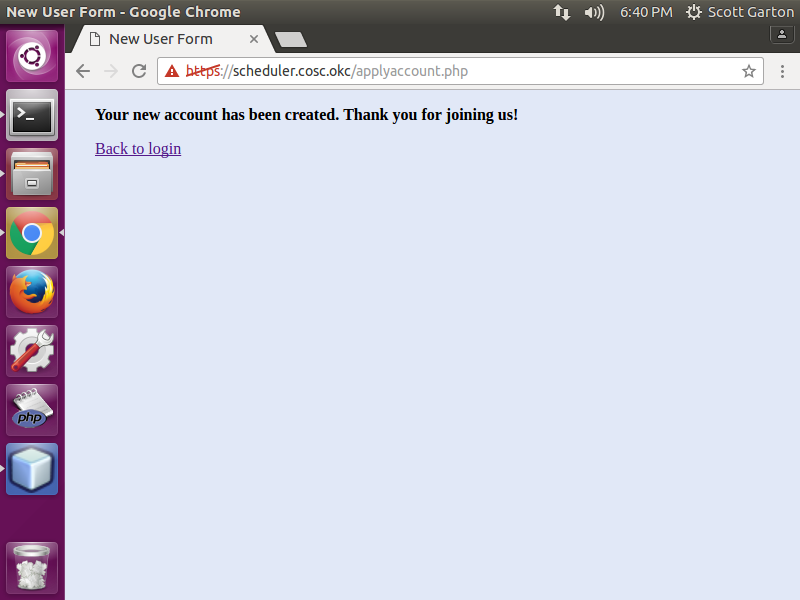 New User Form - Google Chrome
6:40 PM
Scott Garton
New User Form
https://scheduler.cosc.okc/applyaccount.php
Your new account has been created. Thank you for joining us!
Back to login
php